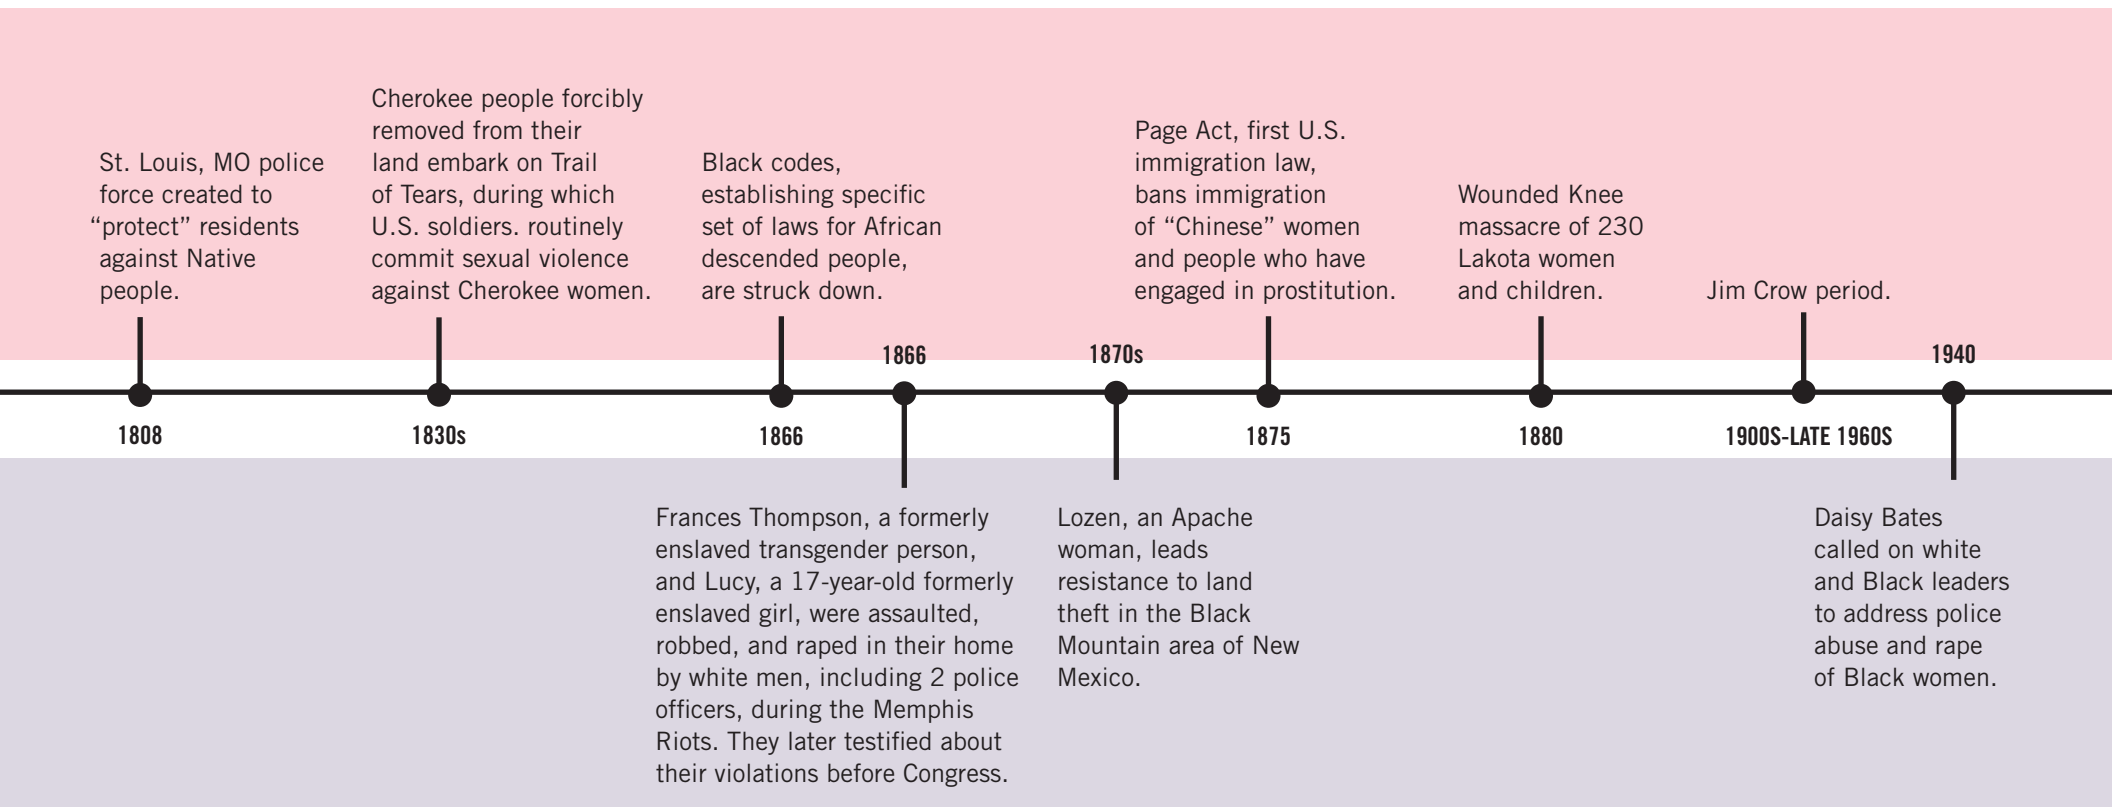 St. Louis, MO police
force created to
“protect” residents
against Native
people.
1808
Cherokee people forcibly
removed from their
land embark on Trail
of Tears, during which
U.S. soldiers. routinely
commit sexual violence
against Cherokee women.
1830s
Black codes,
establishing specific
set of laws for African
descended people,
are struck down.
1866
1866
Frances Thompson, a formerly
enslaved transgender person,
and Lucy, a 17-year-old formerly
enslaved girl, were assaulted,
robbed, and raped in their home
by white men, including 2 police
officers, during the Memphis
Riots. They later testified about
their violations before Congress.
1870s
Lozen, an Apache
woman, leads
resistance to land
theft in the Black
Mountain area of New
Mexico.
Page Act, first U.S.
immigration law,
bans immigration
of “Chinese” women
and people who have
engaged in prostitution.
1875
Wounded Knee
massacre of 230
Lakota women
and children.
1880
Jim Crow period.
1900S-LATE 1960S
1940
Daisy Bates
called on white
and Black leaders
to address police
abuse and rape
of Black women.